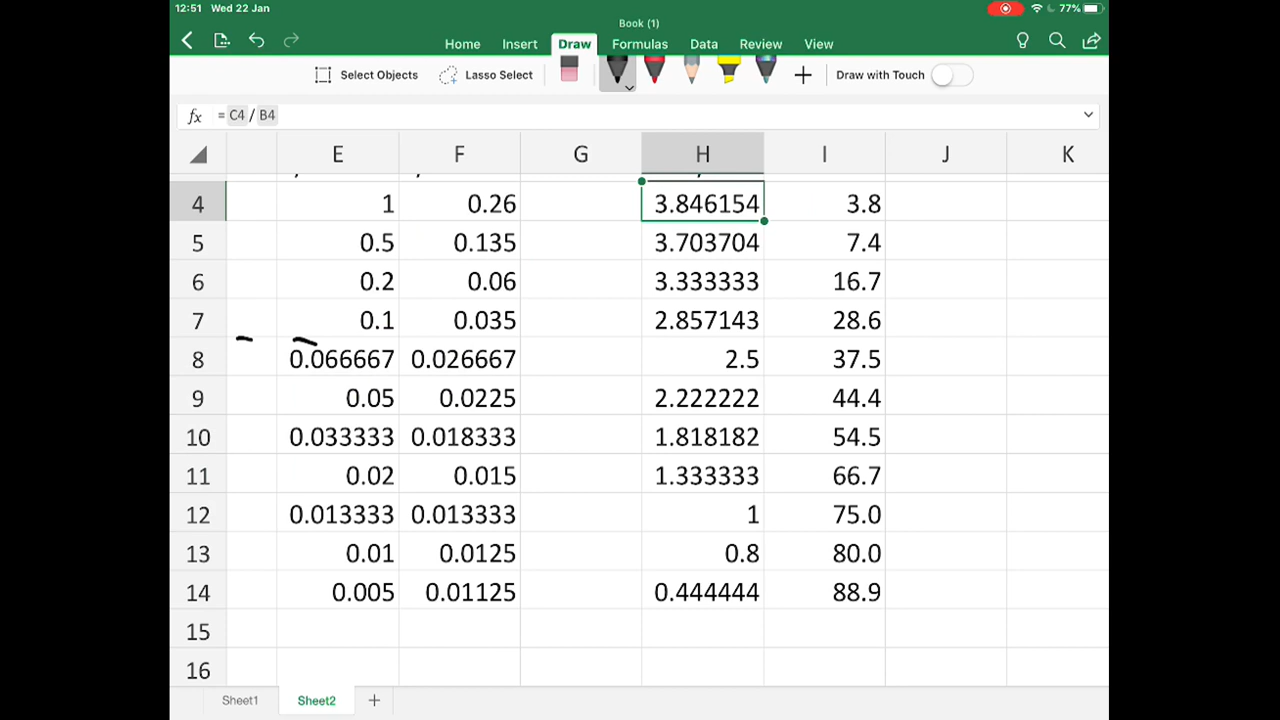 12:51 Wed 22 Jan 77%
Book (1)
Home Insert Draw Formulas Data Review View
Select Objects Lasso Select Draw with Touch
fx = C4 / B4
E F G H I J K
4 1 0.26 3.846154 3.8
5 0.5 0.135 3.703704 7.4
6 0.2 0.06 3.333333 16.7
7 0.1 0.035 2.857143 28.6
8 0.066667 0.026667 2.5 37.5
9 0.05 0.0225 2.222222 44.4
10 0.033333 0.018333 1.818182 54.5
11 0.02 0.015 1.333333 66.7
12 0.013333 0.013333 1 75.0
13 0.01 0.0125 0.8 80.0
14 0.005 0.01125 0.444444 88.9
15
16
Sheet1 Sheet2